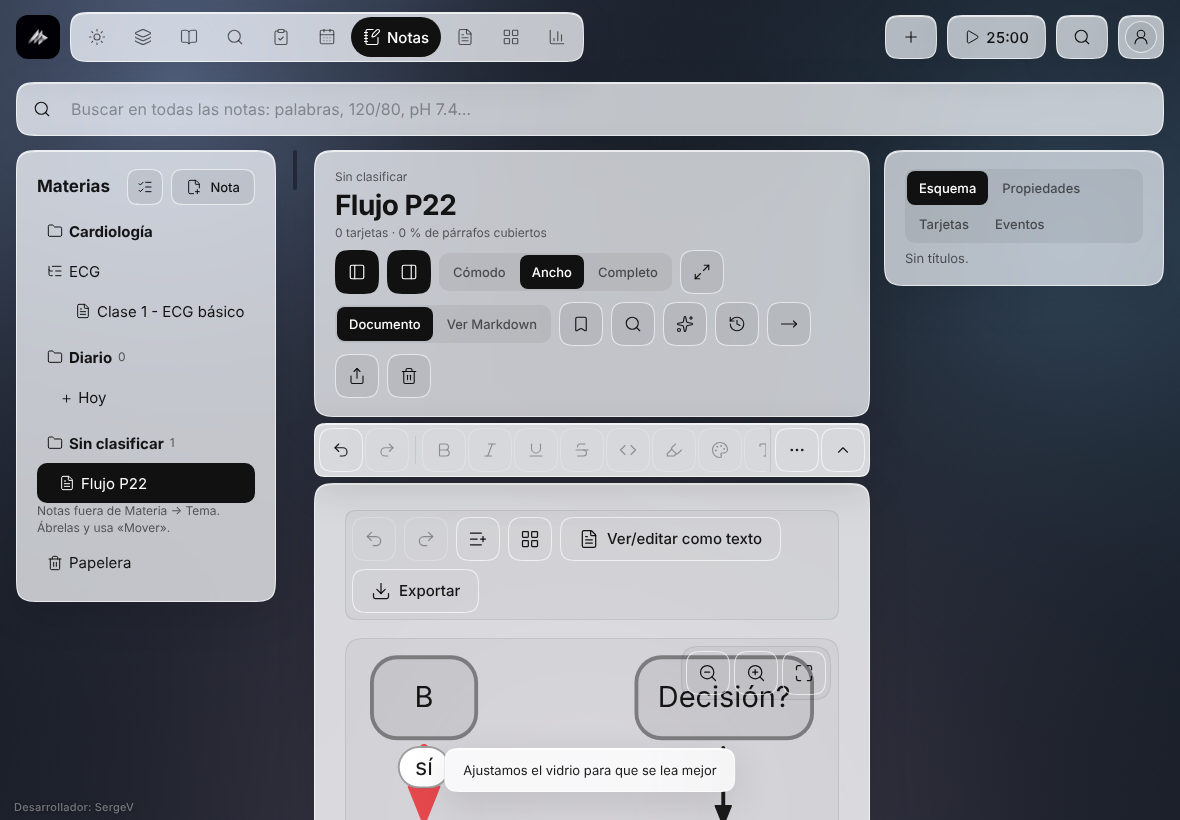 Notas
25:00
Buscar en todas las notas: palabras, 120/80, pH 7.4...
Materias
Nota
Cardiología
ECG
Clase 1 - ECG básico
Diario 0
+ Hoy
Sin clasificar 1
Flujo P22
Notas fuera de Materia → Tema.
Ábrelas y usa «Mover».
Papelera
Sin clasificar
Flujo P22
0 tarjetas · 0 % de párrafos cubiertos
Cómodo Ancho Completo
Documento Ver Markdown
B I U S
Ver/editar como texto
Exportar
B Decisión?
sí
Ajustamos el vidrio para que se lea mejor
Esquema Propiedades
Tarjetas Eventos
Sin títulos.
Desarrollador: SergeV